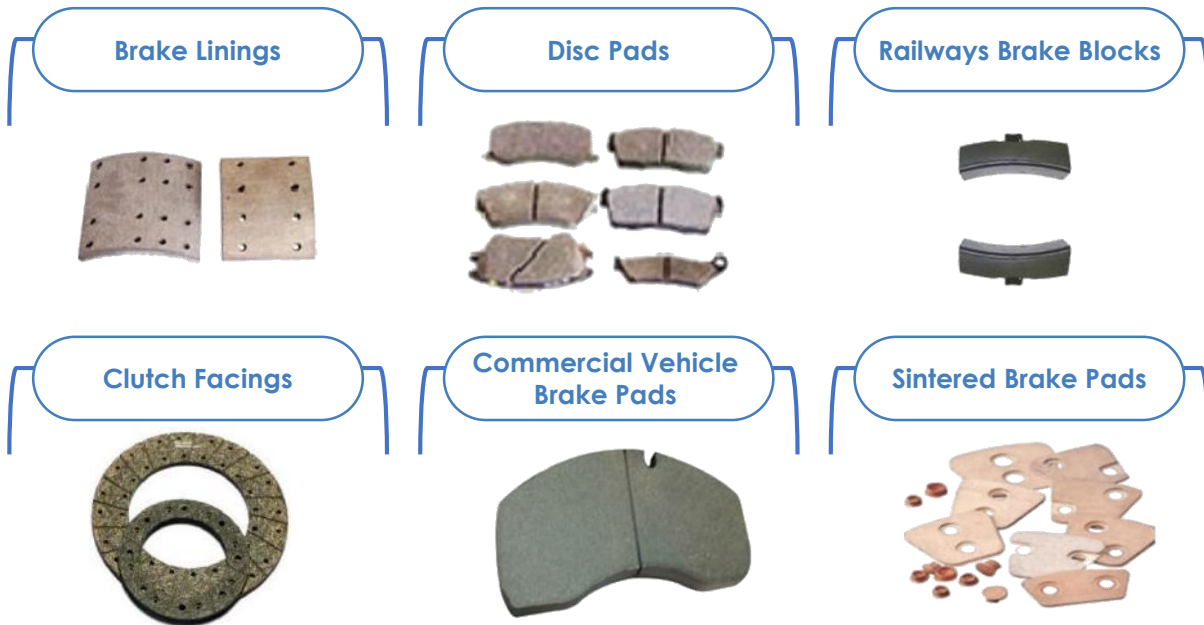 Brake Linings
Disc Pads
Railways Brake Blocks
Clutch Facings
Commercial Vehicle
Brake Pads
Sintered Brake Pads